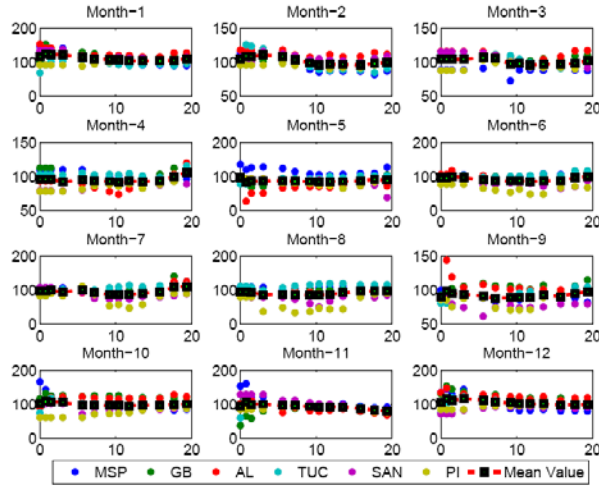 Month-1 Month-2 Month-3
200 150 150
100 100 100
0 50 50
0 10 20 0 10 20 0 10 20
Month-4 Month-5 Month-6
150 200 200
100 100 100
50 0 0
0 10 20 0 10 20 0 10 20
Month-7 Month-8 Month-9
200 200 150
100 100 100
0 0 50
0 10 20 0 10 20 0 10 20
Month-10 Month-11 Month-12
200 200 200
100 100 100
0 0 0
0 10 20 0 10 20 0 10 20
MSP GB AL TUC SAN PI Mean Value